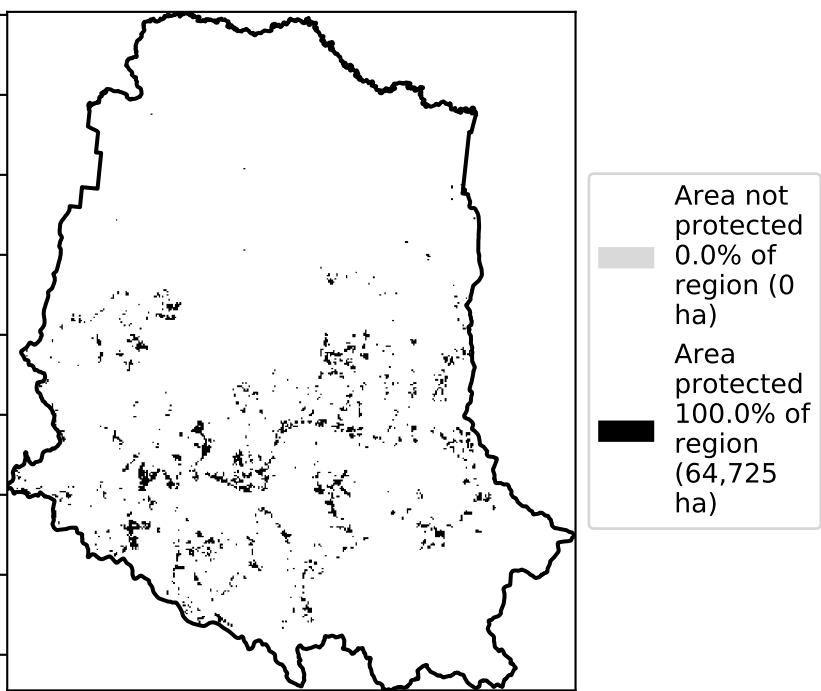 Area not
protected
0.0% of
region (0
ha)
Area
protected
100.0% of
region
(64,725
ha)